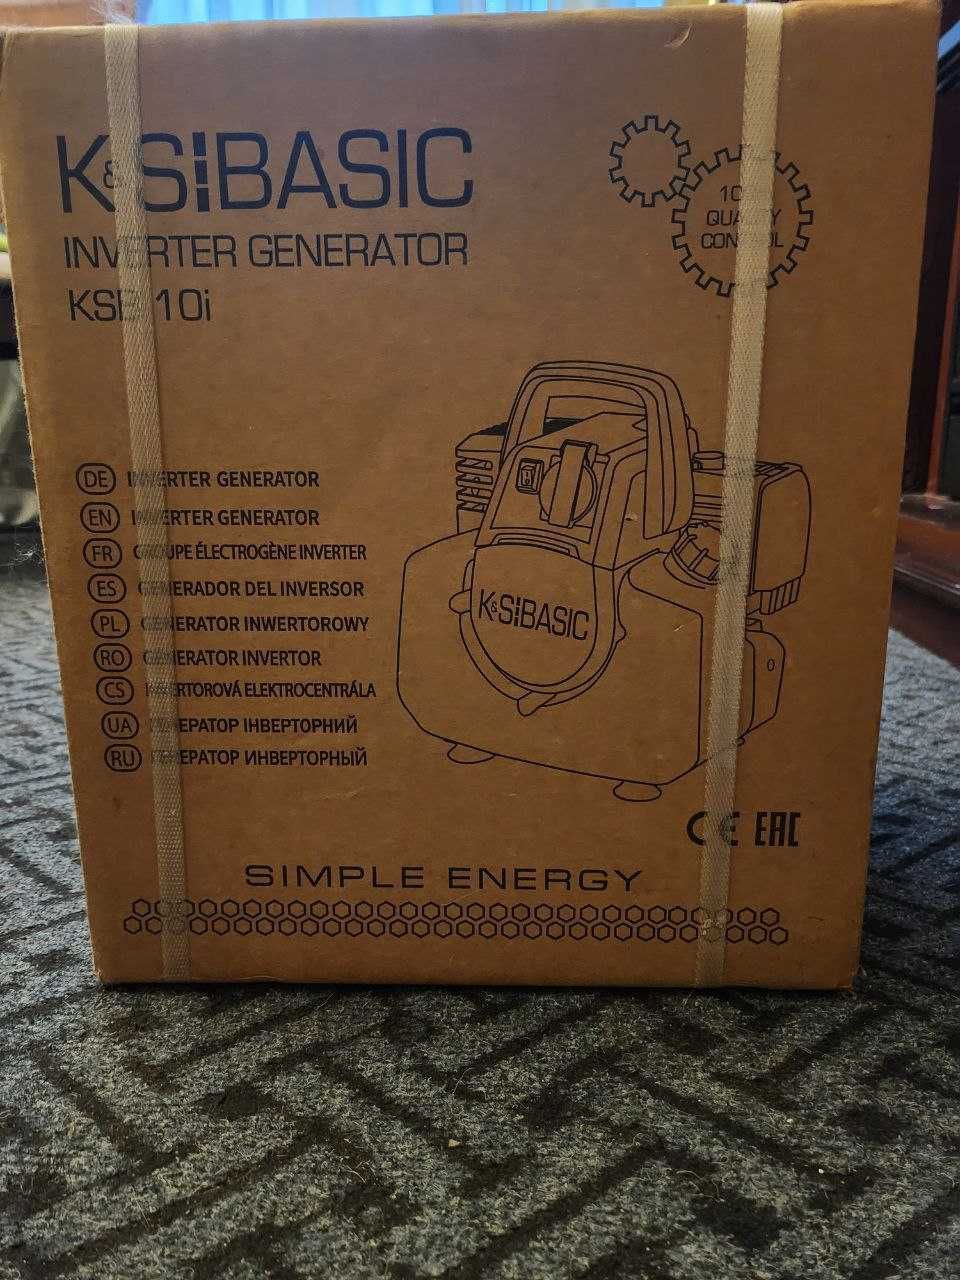 K&S BASIC
INVERTER GENERATOR
KSB 10i
QUALITY
CONTROL
DE INVERTER GENERATOR
EN INVERTER GENERATOR
FR GROUPE ÉLECTROGÈNE INVERTER
ES GENERADOR DEL INVERSOR
PL GENERATOR INWERTOROWY
RO GENERATOR INVERTOR
CS INVERTOROVÁ ELEKTROCENTRÁLA
UA ГЕНЕРАТОР ІНВЕРТОРНИЙ
RU ГЕНЕРАТОР ИНВЕРТОРНЫЙ
K&S BASIC
CE EAC
SIMPLE ENERGY